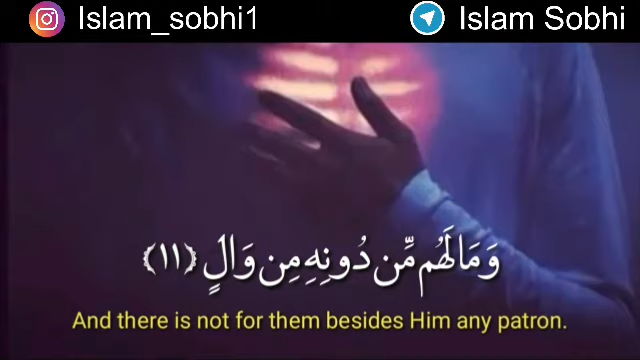 Islam_sobhi1 Islam Sobhi
وَمَا لَهُم مِّن دُونِهِ مِن وَالٍ ﴿١١﴾
And there is not for them besides Him any patron.